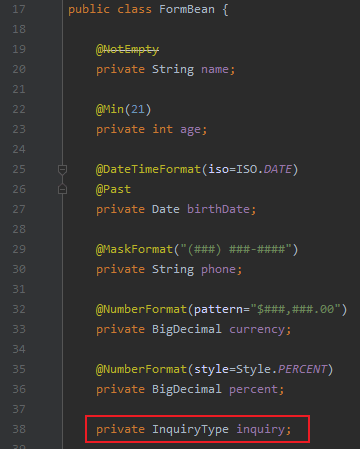 17 public class FormBean {
18
19 @NotEmpty
20 private String name;
21
22 @Min(21)
23 private int age;
24
25 @DateTimeFormat(iso=ISO.DATE)
26 @Past
27 private Date birthDate;
28
29 @MaskFormat("(###) ###-####")
30 private String phone;
31
32 @NumberFormat(pattern="$###,###.00")
33 private BigDecimal currency;
34
35 @NumberFormat(style=Style.PERCENT)
36 private BigDecimal percent;
37
38 private InquiryType inquiry;